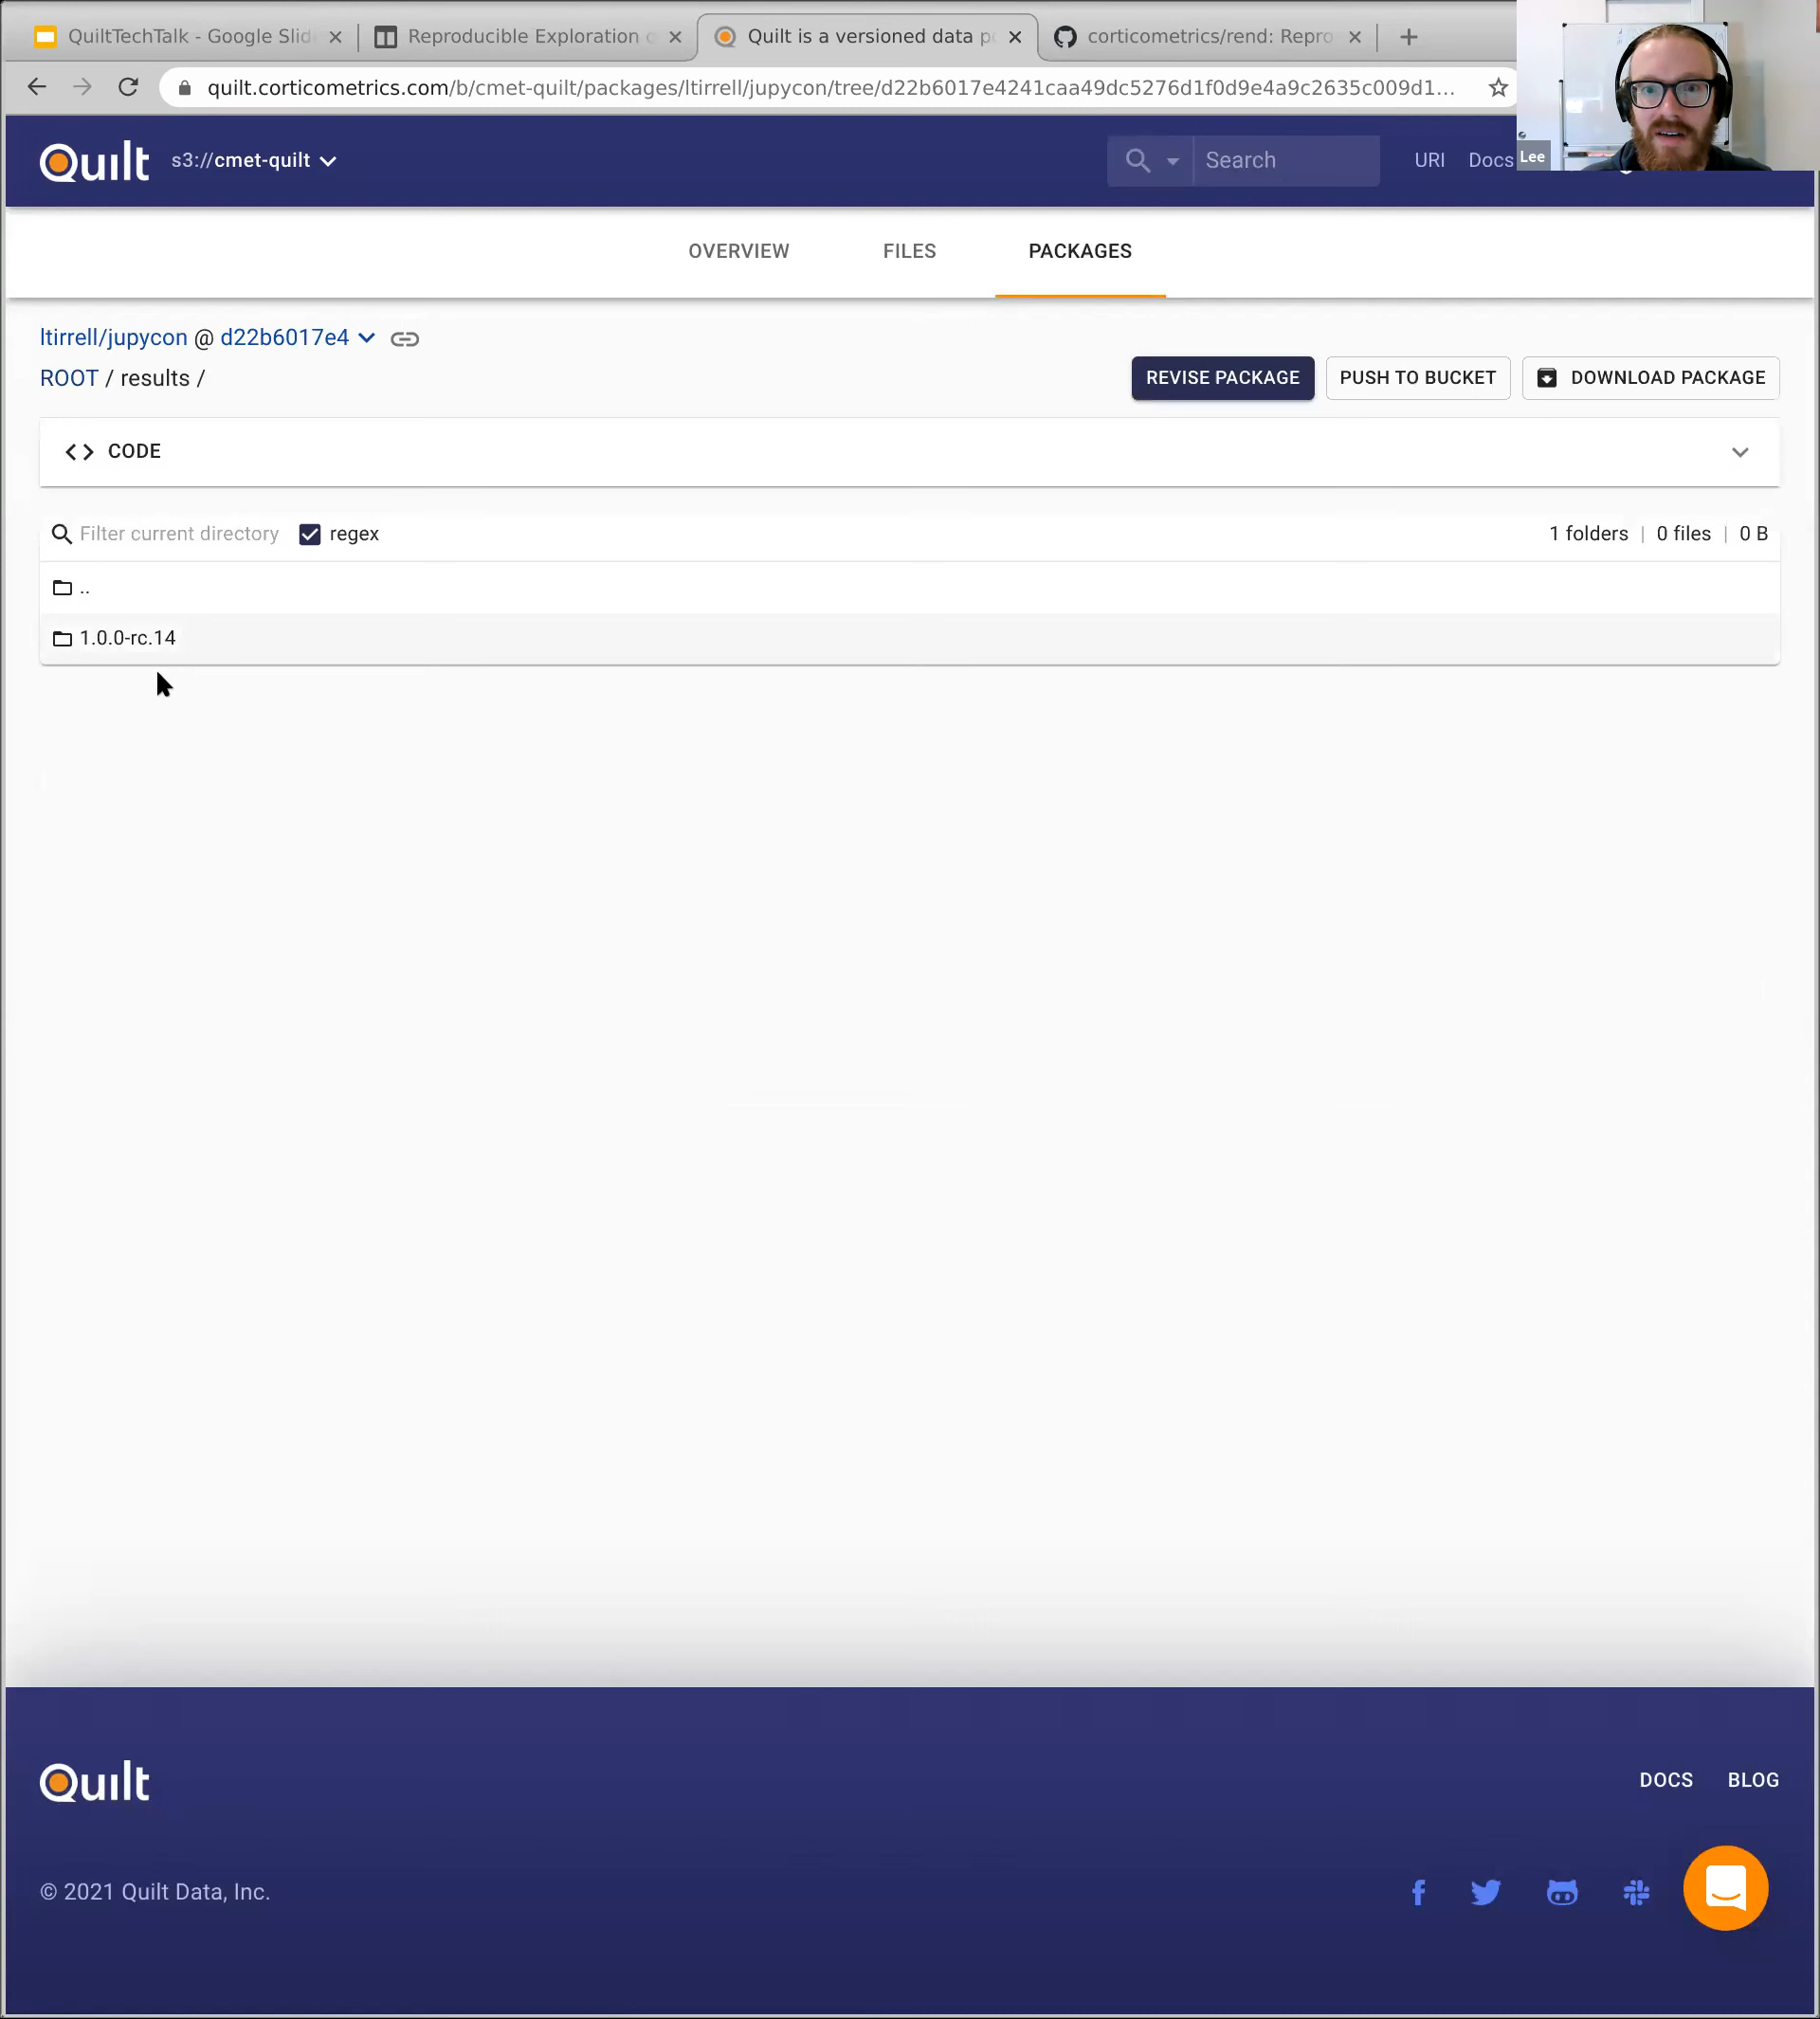 QuiltTechTalk - Google Slid
Reproducible Exploration
Quilt is a versioned data p
corticometrics/rend: Repro
quilt.corticometrics.com/b/cmet-quilt/packages/ltirrell/jupycon/tree/d22b6017e4241caa49dc5276d1f0d9e4a9c2635c009d1...
Quilt s3://cmet-quilt Search URI Docs
Lee
OVERVIEW FILES PACKAGES
ltirrell/jupycon @ d22b6017e4
ROOT / results /
REVISE PACKAGE PUSH TO BUCKET DOWNLOAD PACKAGE
<> CODE
Filter current directory regex 1 folders | 0 files | 0 B
..
1.0.0-rc.14
Quilt DOCS BLOG
© 2021 Quilt Data, Inc.